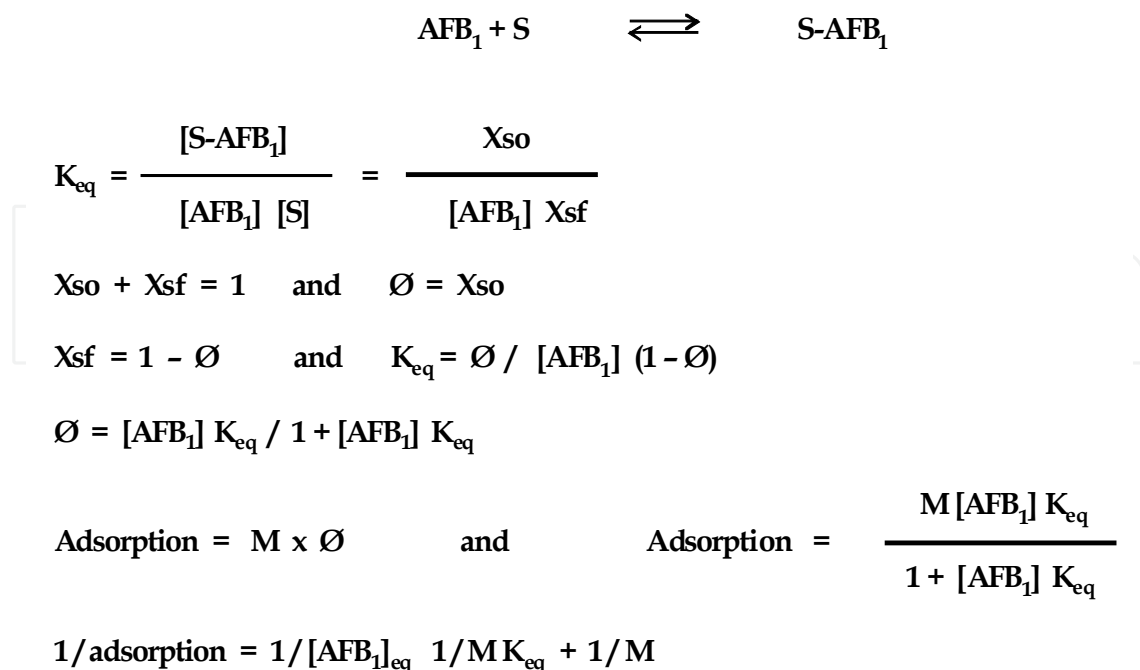 AFB₁ + S ⇌ S-AFB₁
[S-AFB₁] Xso
Kₑq = ―――― = ――――
[AFB₁] [S] [AFB₁] Xsf
Xso + Xsf = 1 and Ø = Xso
Xsf = 1 – Ø and Kₑq = Ø / [AFB₁] (1 – Ø)
Ø = [AFB₁] Kₑq / 1 + [AFB₁] Kₑq
M [AFB₁] Kₑq
Adsorption = M x Ø and Adsorption = ――――
1 + [AFB₁] Kₑq
1/adsorption = 1/[AFB₁]ₑq 1/M Kₑq + 1/M